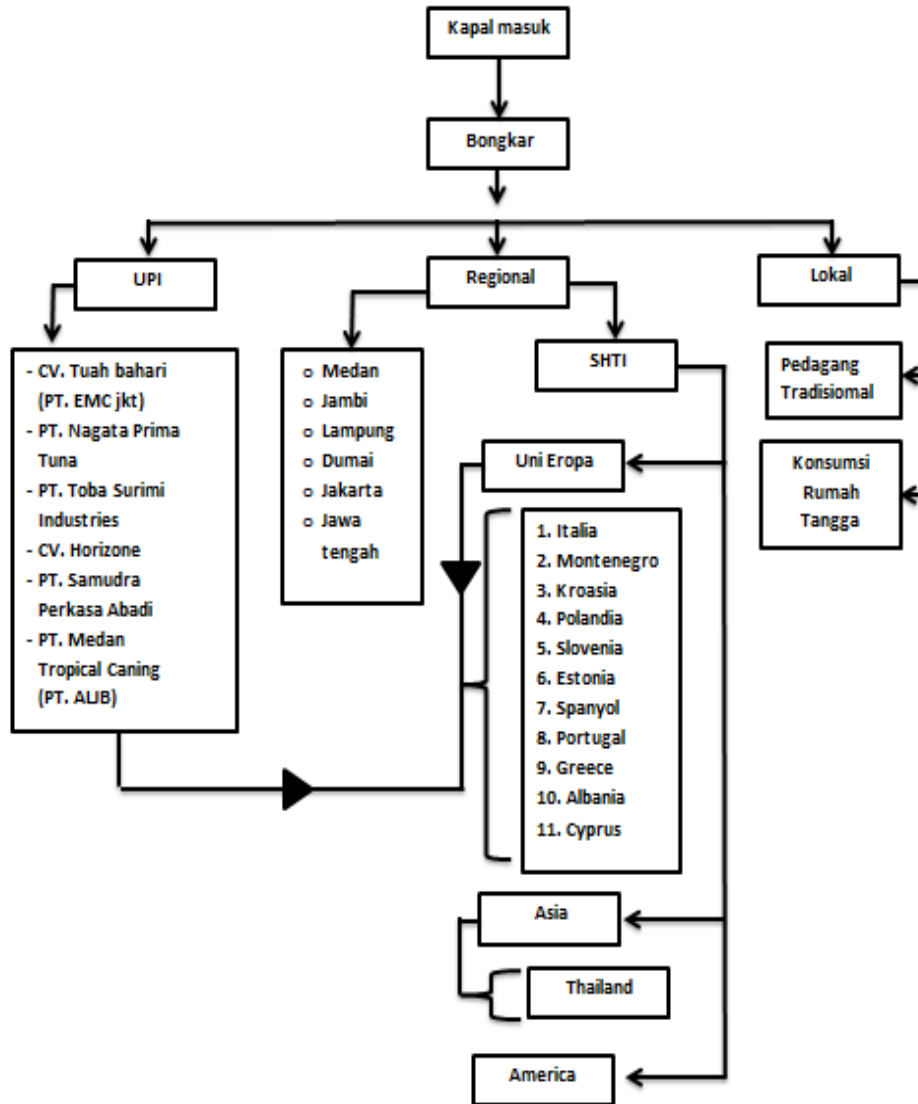 Kapal masuk
Bongkar
UPI
Regional
Lokal
- CV. Tuah bahari
(PT. EMC jkt)
- PT. Nagata Prima
Tuna
- PT. Toba Surimi
Industries
- CV. Horizone
- PT. Samudra
Perkasa Abadi
- PT. Medan
Tropical Caning
(PT. ALJB)
o Medan
o Jambi
o Lampung
o Dumai
o Jakarta
o Jawa
tengah
SHTI
Pedagang
Tradisiomal
Konsumsi
Rumah
Tangga
Uni Eropa
1. Italia
2. Montenegro
3. Kroasia
4. Polandia
5. Slovenia
6. Estonia
7. Spanyol
8. Portugal
9. Greece
10. Albania
11. Cyprus
Asia
Thailand
America